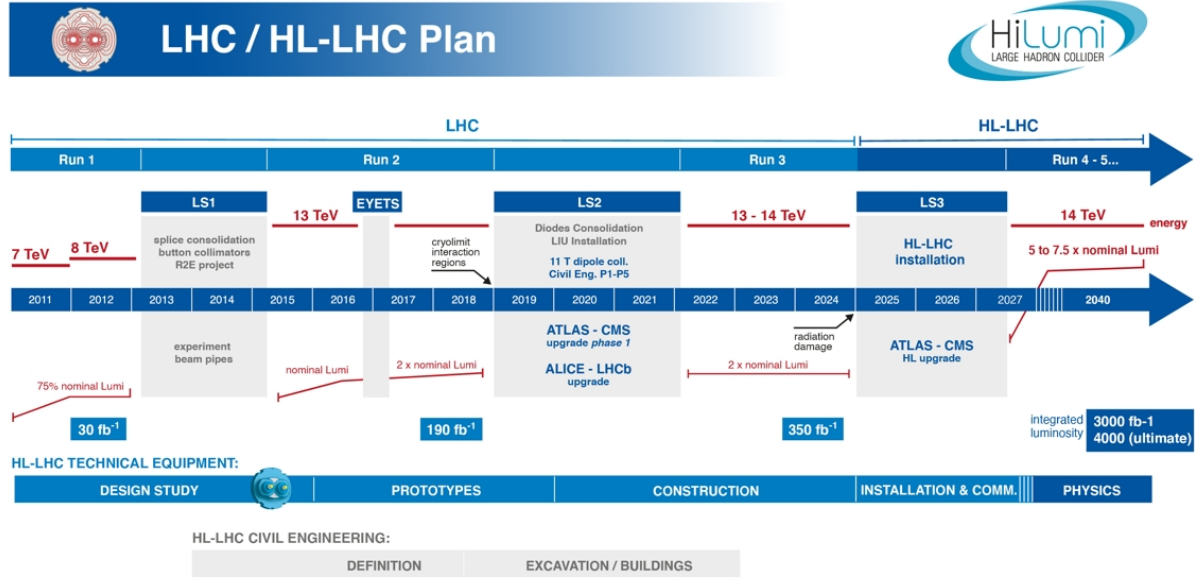 LHC / HL-LHC Plan
HiLumi
LARGE HADRON COLLIDER
LHC
HL-LHC
Run 1
Run 2
Run 3
Run 4 - 5...
LS1
EYETS
LS2
LS3
13 TeV
13 - 14 TeV
14 TeV
energy
splice consolidation
button collimators
R2E project
Diodes Consolidation
LIU Installation
11 T dipole coll.
Civil Eng. P1-P5
cryolimit
interaction
regions
HL-LHC
installation
7 TeV
8 TeV
5 to 7.5 x nominal Lumi
2011
2012
2013
2014
2015
2016
2017
2018
2019
2020
2021
2022
2023
2024
2025
2026
2027
2040
experiment
beam pipes
ATLAS - CMS
upgrade phase 1
ALICE - LHCb
upgrade
radiation
damage
ATLAS - CMS
HL upgrade
75% nominal Lumi
nominal Lumi
2 x nominal Lumi
2 x nominal Lumi
30 fb-1
190 fb-1
350 fb-1
integrated
luminosity
3000 fb-1
4000 (ultimate)
HL-LHC TECHNICAL EQUIPMENT:
DESIGN STUDY
PROTOTYPES
CONSTRUCTION
INSTALLATION & COMM.
PHYSICS
HL-LHC CIVIL ENGINEERING:
DEFINITION
EXCAVATION / BUILDINGS